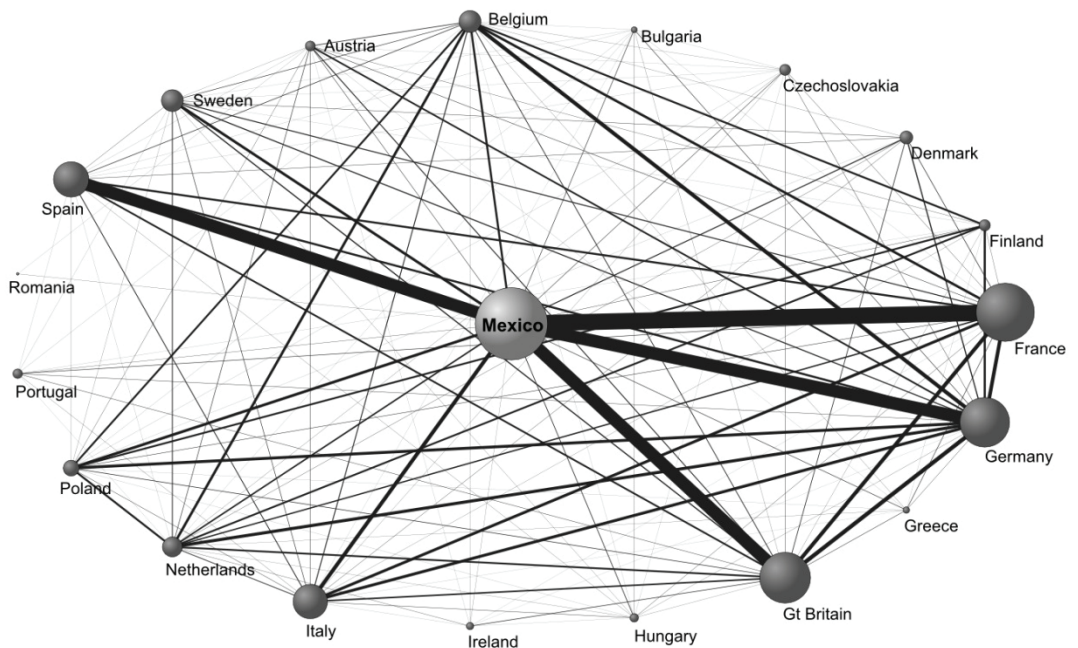 Belgium
Bulgaria
Austria
Czechoslovakia
Sweden
Denmark
Spain
Finland
Romania
Mexico
France
Portugal
Germany
Poland
Greece
Netherlands
Gt Britain
Italy
Ireland
Hungary